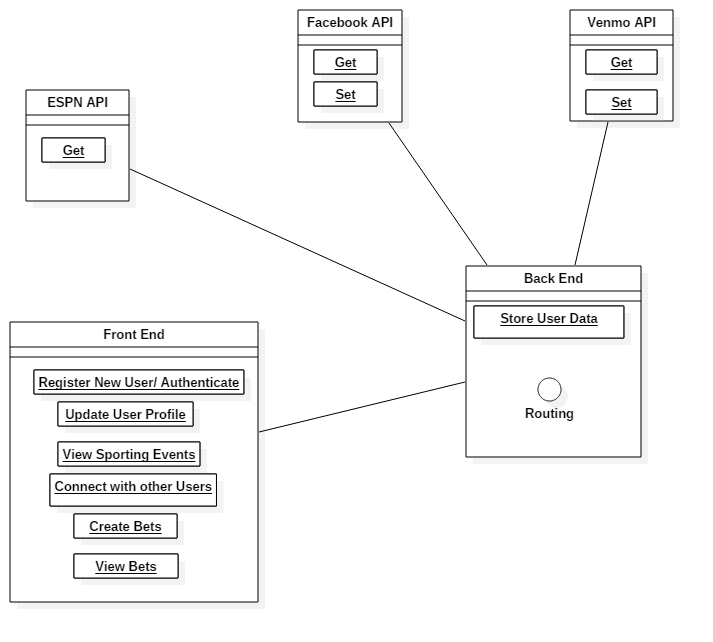 Facebook API
Get
Set
Venmo API
Get
Set
ESPN API
Get
Back End
Store User Data
Routing
Front End
Register New User/ Authenticate
Update User Profile
View Sporting Events
Connect with other Users
Create Bets
View Bets